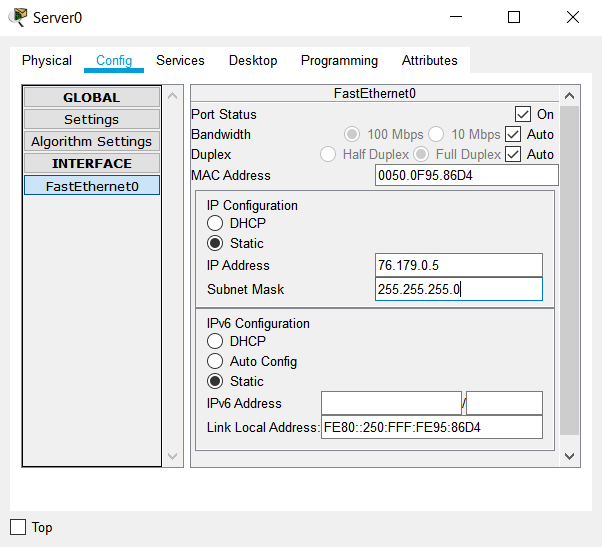 Server0
Physical Config Services Desktop Programming Attributes
GLOBAL
Settings
Algorithm Settings
INTERFACE
FastEthernet0
FastEthernet0
Port Status On
Bandwidth 100 Mbps 10 Mbps Auto
Duplex Half Duplex Full Duplex Auto
MAC Address 0050.0F95.86D4
IP Configuration
DHCP
Static
IP Address 76.179.0.5
Subnet Mask 255.255.255.0
IPv6 Configuration
DHCP
Auto Config
Static
IPv6 Address /
Link Local Address: FE80::250:FFF:FE95:86D4
Top